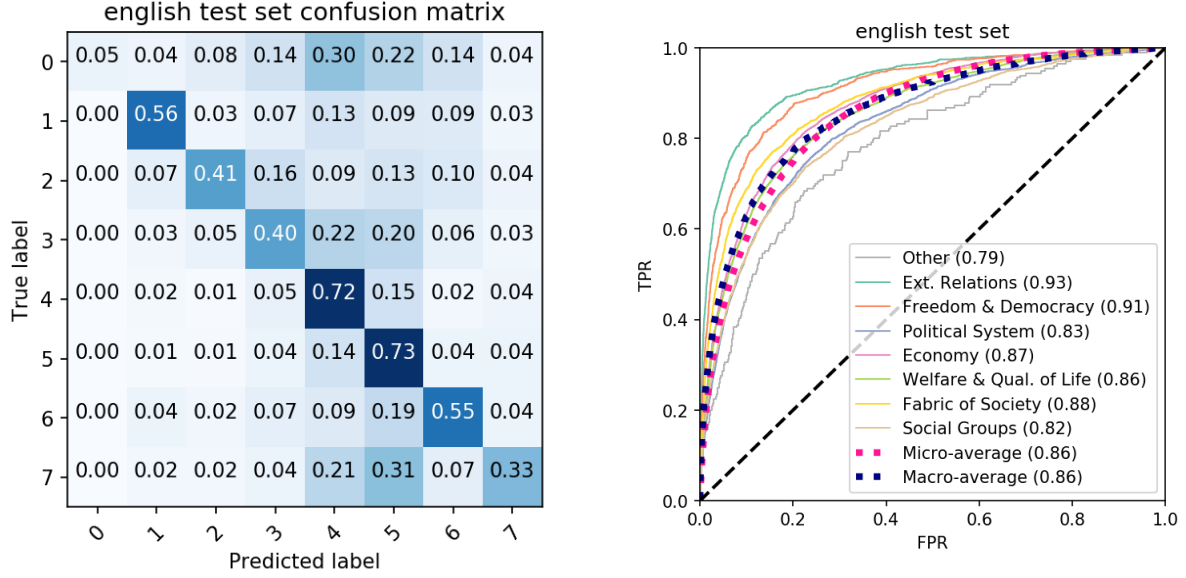 english test set confusion matrix
True label
0 0.05 0.04 0.08 0.14 0.30 0.22 0.14 0.04
1 0.00 0.56 0.03 0.07 0.13 0.09 0.09 0.03
2 0.00 0.07 0.41 0.16 0.09 0.13 0.10 0.04
3 0.00 0.03 0.05 0.40 0.22 0.20 0.06 0.03
4 0.00 0.02 0.01 0.05 0.72 0.15 0.02 0.04
5 0.00 0.01 0.01 0.04 0.14 0.73 0.04 0.04
6 0.00 0.04 0.02 0.07 0.09 0.19 0.55 0.04
7 0.00 0.02 0.02 0.04 0.21 0.31 0.07 0.33
0 1 2 3 4 5 6 7
Predicted label
english test set
TPR
1.0
0.8
0.6
0.4
0.2
0.0
Other (0.79)
Ext. Relations (0.93)
Freedom & Democracy (0.91)
Political System (0.83)
Economy (0.87)
Welfare & Qual. of Life (0.86)
Fabric of Society (0.88)
Social Groups (0.82)
Micro-average (0.86)
Macro-average (0.86)
0.0 0.2 0.4 0.6 0.8 1.0
FPR